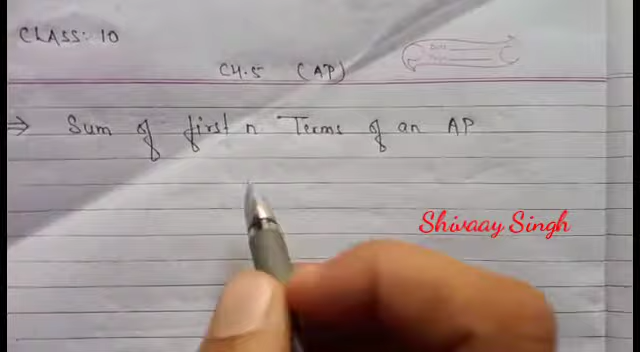 CLASS: 10
CH.5 (AP)
⇒ Sum of first n Terms of an AP
Shivaay Singh